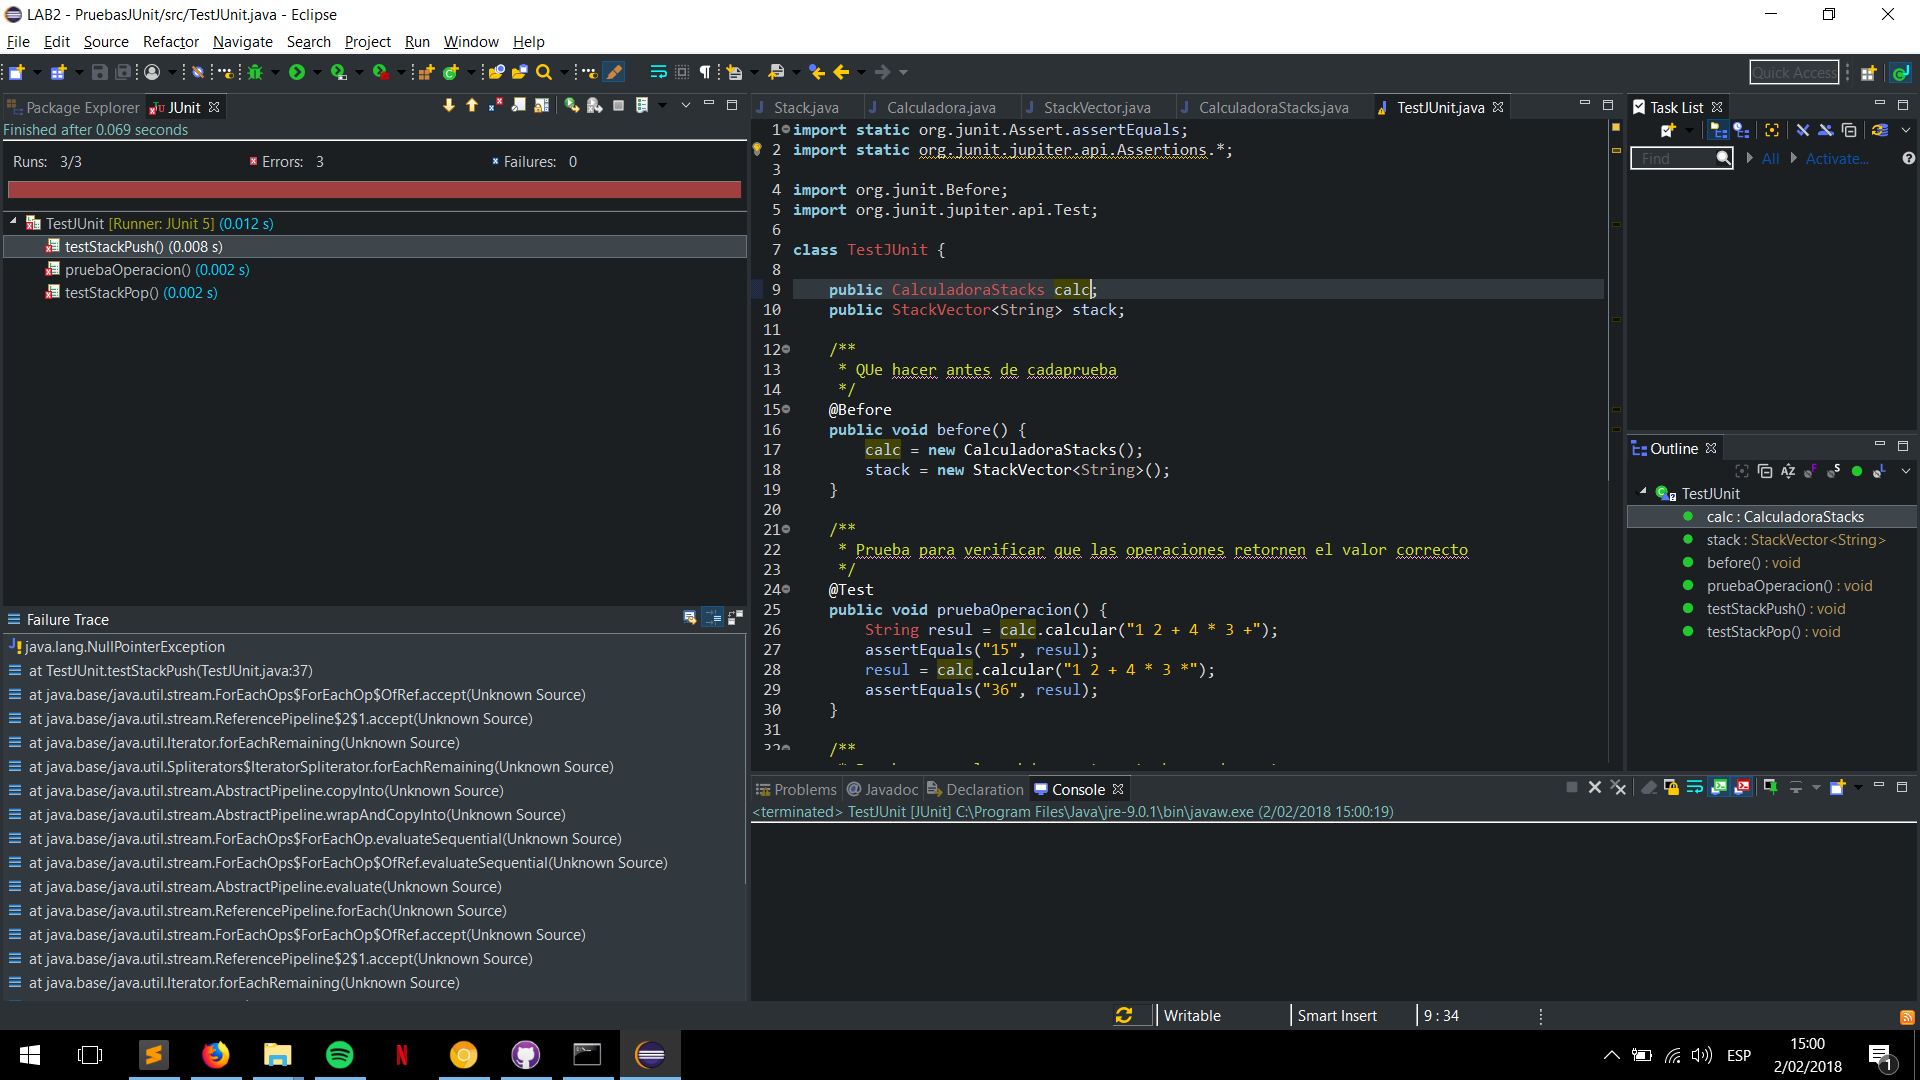 LAB2 - PruebasJUnit/src/TestJUnit.java - Eclipse
File Edit Source Refactor Navigate Search Project Run Window Help
Quick Access
Package Explorer JUnit
Finished after 0.069 seconds
Runs: 3/3 Errors: 3 Failures: 0
TestJUnit [Runner: JUnit 5] (0.012 s)
testStackPush() (0.008 s)
pruebaOperacion() (0.002 s)
testStackPop() (0.002 s)
Failure Trace
java.lang.NullPointerException
at TestJUnit.testStackPush(TestJUnit.java:37)
at java.base/java.util.stream.ForEachOps$ForEachOp$OfRef.accept(Unknown Source)
at java.base/java.util.stream.ReferencePipeline$2$1.accept(Unknown Source)
at java.base/java.util.Iterator.forEachRemaining(Unknown Source)
at java.base/java.util.Spliterators$IteratorSpliterator.forEachRemaining(Unknown Source)
at java.base/java.util.stream.AbstractPipeline.copyInto(Unknown Source)
at java.base/java.util.stream.AbstractPipeline.wrapAndCopyInto(Unknown Source)
at java.base/java.util.stream.ForEachOps$ForEachOp.evaluateSequential(Unknown Source)
at java.base/java.util.stream.ForEachOps$ForEachOp$OfRef.evaluateSequential(Unknown Source)
at java.base/java.util.stream.AbstractPipeline.evaluate(Unknown Source)
at java.base/java.util.stream.ReferencePipeline.forEach(Unknown Source)
at java.base/java.util.stream.ForEachOps$ForEachOp$OfRef.accept(Unknown Source)
at java.base/java.util.stream.ReferencePipeline$2$1.accept(Unknown Source)
at java.base/java.util.Iterator.forEachRemaining(Unknown Source)
Stack.java Calculadora.java StackVector.java CalculadoraStacks.java TestJUnit.java
1 import static org.junit.Assert.assertEquals;
2 import static org.junit.jupiter.api.Assertions.*;
3
4 import org.junit.Before;
5 import org.junit.jupiter.api.Test;
6
7 class TestJUnit {
8
9 public CalculadoraStacks calc;
10 public StackVector<String> stack;
11
12 /**
13 * QUe hacer antes de cadaprueba
14 */
15 @Before
16 public void before() {
17 calc = new CalculadoraStacks();
18 stack = new StackVector<String>();
19 }
20
21 /**
22 * Prueba para verificar que las operaciones retornen el valor correcto
23 */
24 @Test
25 public void pruebaOperacion() {
26 String resul = calc.calcular("1 2 + 4 * 3 +");
27 assertEquals("15", resul);
28 resul = calc.calcular("1 2 + 4 * 3 *");
29 assertEquals("36", resul);
30 }
31
32 /**
Problems Javadoc Declaration Console
<terminated> TestJUnit [JUnit] C:\Program Files\Java\jre-9.0.1\bin\javaw.exe (2/02/2018 15:00:19)
Task List
Find All Activate...
Outline
TestJUnit
calc : CalculadoraStacks
stack : StackVector<String>
before() : void
pruebaOperacion() : void
testStackPush() : void
testStackPop() : void
Writable Smart Insert 9 : 34
ESP
15:00
2/02/2018
1